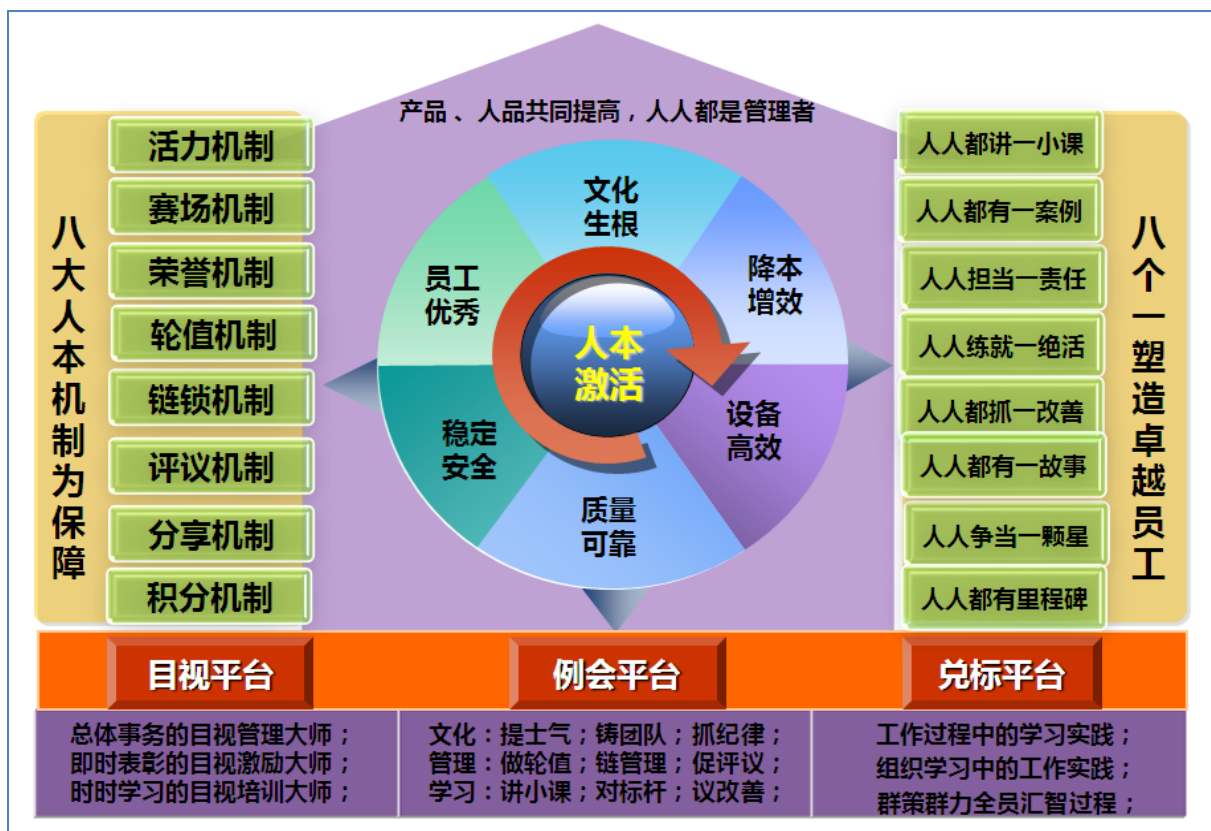 产品、人品共同提高，人人都是管理者
八大人本机制为保障
活力机制
赛场机制
荣誉机制
轮值机制
链锁机制
评议机制
分享机制
积分机制
文化
生根
降本
增效
设备
高效
质量
可靠
稳定
安全
员工
优秀
人本
激活
人人都讲一小课
人人都有一案例
人人担当一责任
人人练就一绝活
人人都抓一改善
人人都有一故事
人人争当一颗星
人人都有里程碑
八个一塑造卓越员工
目视平台
总体事务的目视管理大师；
即时表彰的目视激励大师；
时时学习的目视培训大师；
例会平台
文化：提士气；铸团队；抓纪律；
管理：做轮值；链管理；促评议；
学习：讲小课；对标杆；议改善；
兑标平台
工作过程中的学习实践；
组织学习中的工作实践；
群策群力全员汇智过程；